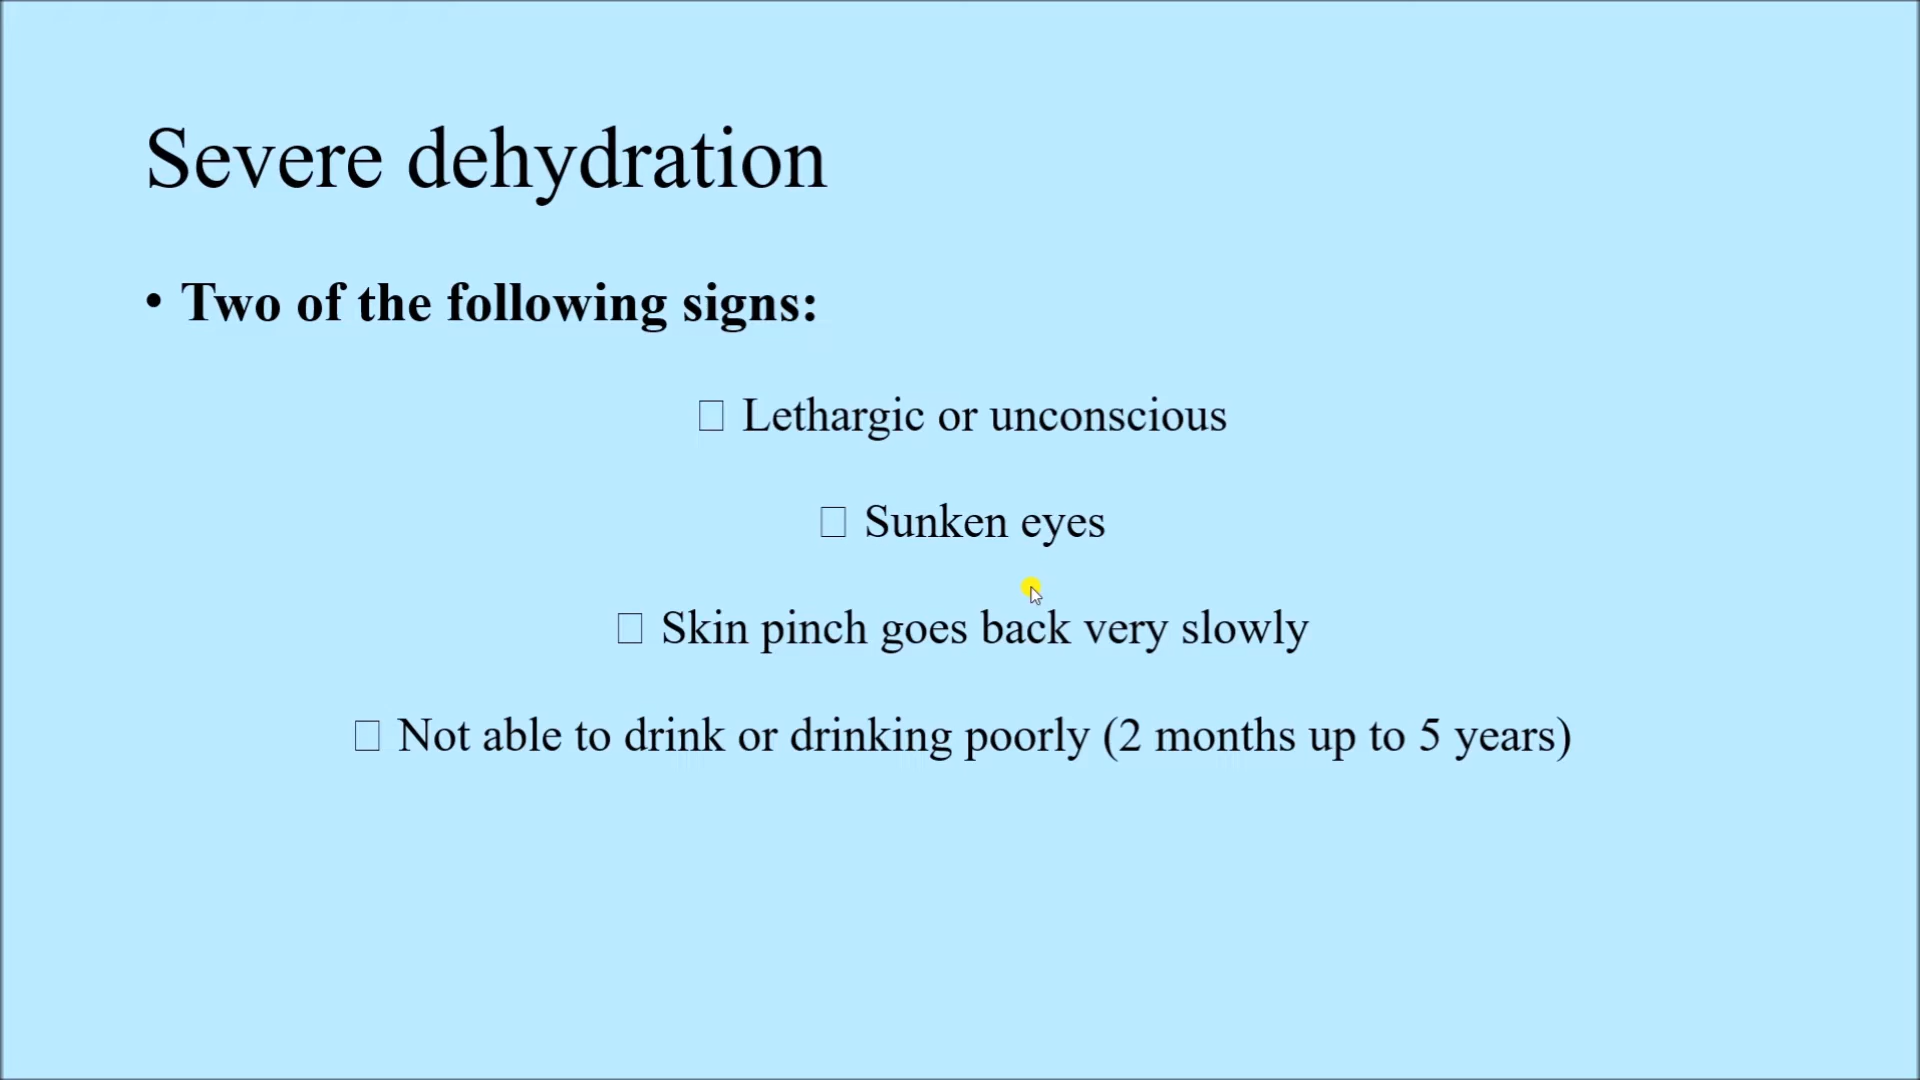 Severe dehydration
• Two of the following signs:
□ Lethargic or unconscious
□ Sunken eyes
□ Skin pinch goes back very slowly
□ Not able to drink or drinking poorly (2 months up to 5 years)